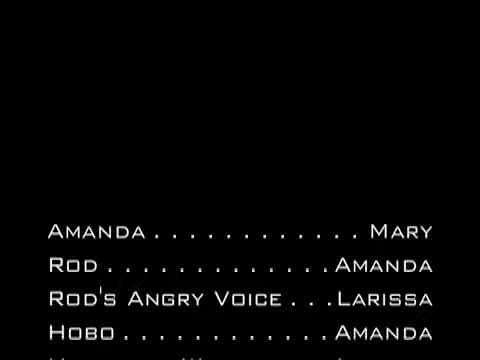 Amanda . . . . . . . . . . . . Mary
Rod . . . . . . . . . . . . . Amanda
Rod's Angry Voice . . . Larissa
Hobo . . . . . . . . . . . . Amanda